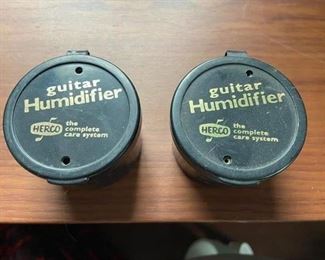 guitar
Humidifier
HERCO the
complete
care system
guitar
Humidifier
HERCO the
complete
care system